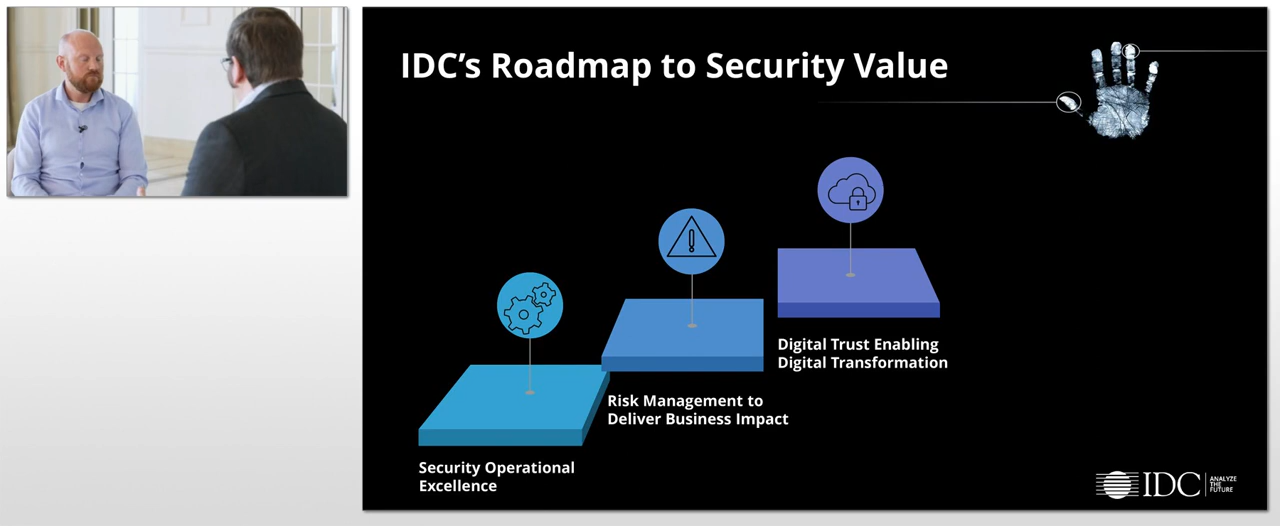 IDC’s Roadmap to Security Value
Digital Trust Enabling
Digital Transformation
Risk Management to
Deliver Business Impact
Security Operational
Excellence
IDC
ANALYZE
THE
FUTURE